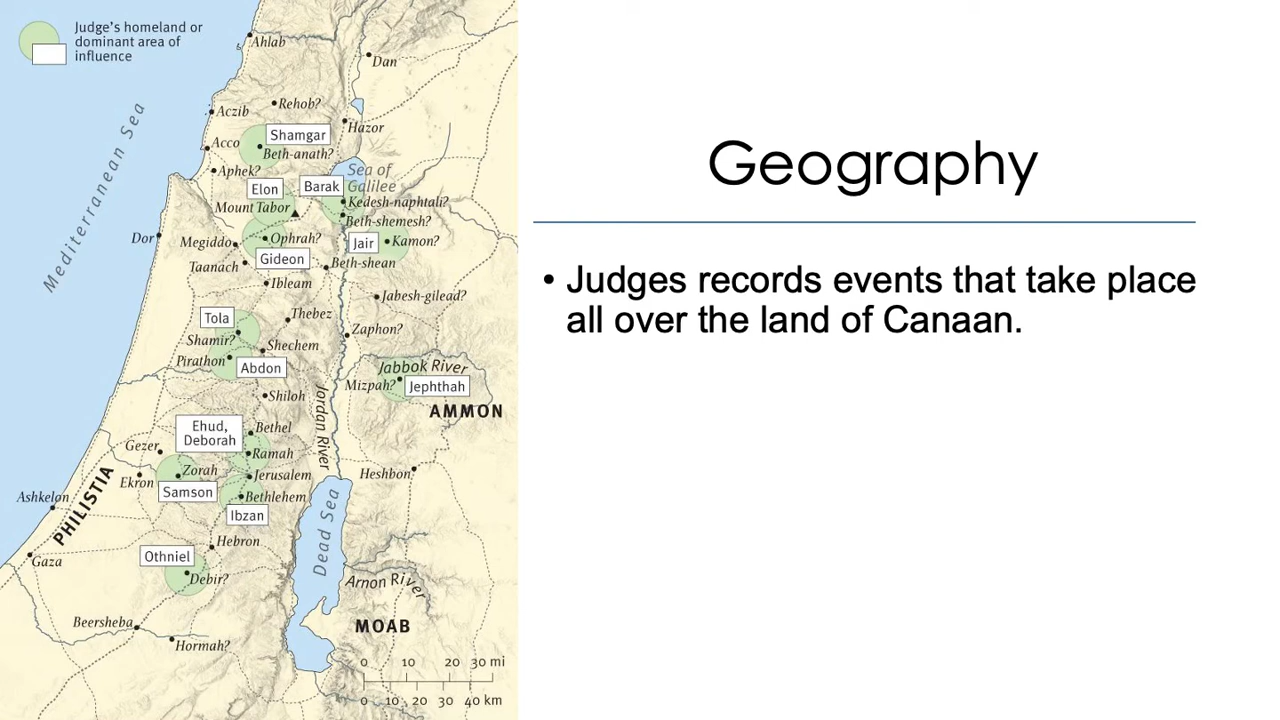 Judge's homeland or
dominant area of
influence
Ahlab
Dan
Mediterranean Sea
Rehob?
Aczib
Hazor
Shamgar
Acco
Beth-anath?
Aphek?
Sea of
Galilee
Elon
Barak
Kedesh-naphtali?
Mount Tabor
Beth-shemesh?
Dor
Megiddo
Ophrah?
Jair
Kamon?
Gideon
Taanach
Beth-shean
Ibleam
Jabesh-gilead?
Tola
Thebez
Zaphon?
Shamir?
Shechem
Pirathon
Abdon
Jabbok River
Mizpah?
Jephthah
Shiloh
Jordan River
AMMON
Ehud,
Deborah
Bethel
Gezer
Ramah
Zorah
Jerusalem
Heshbon
Ekron
Samson
Bethlehem
Ashkelon
PHILISTIA
Ibzan
Dead Sea
Hebron
Othniel
Gaza
Debir?
Arnon River
Beersheba
MOAB
Hormah?
0 10 20 30 mi
0 10 20 30 40 km
Geography
• Judges records events that take place
all over the land of Canaan.